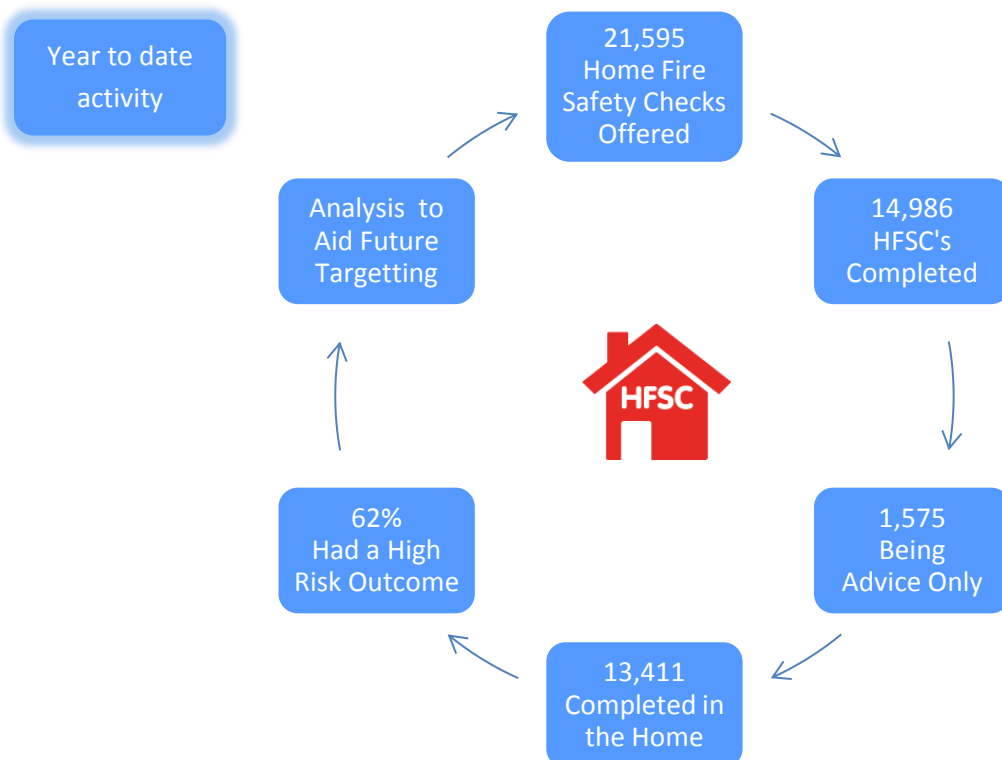 Year to date
activity
21,595
Home Fire
Safety Checks
Offered
14,986
HFSC's
Completed
1,575
Being
Advice Only
13,411
Completed in
the Home
62%
Had a High
Risk Outcome
Analysis to
Aid Future
Targetting
HFSC